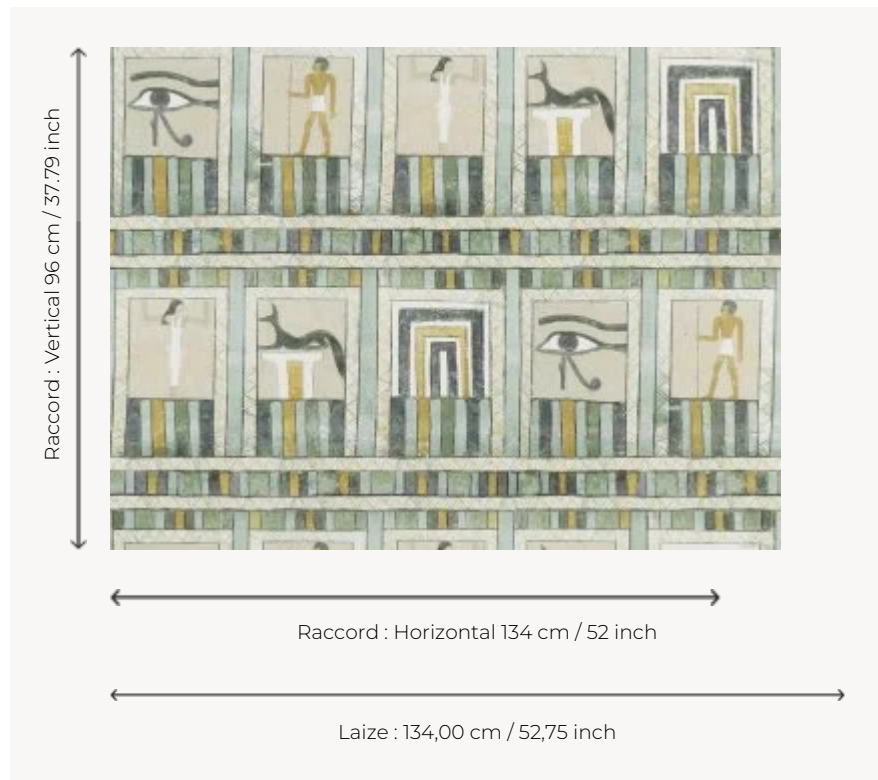 Raccord : Vertical 96 cm / 37.79 inch
Raccord : Horizontal 134 cm / 52 inch
Laize : 134,00 cm / 52,75 inch